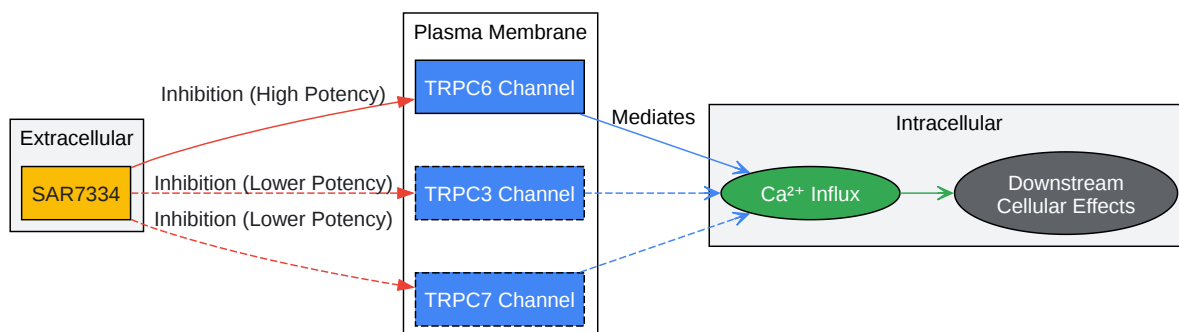 Plasma Membrane
TRPC6 Channel
Inhibition (High Potency)
Mediates
Intracellular
Extracellular
SAR7334
Inhibition (Lower Potency)
TRPC3 Channel
Ca²⁺ Influx
Downstream
Cellular Effects
Inhibition (Lower Potency)
TRPC7 Channel